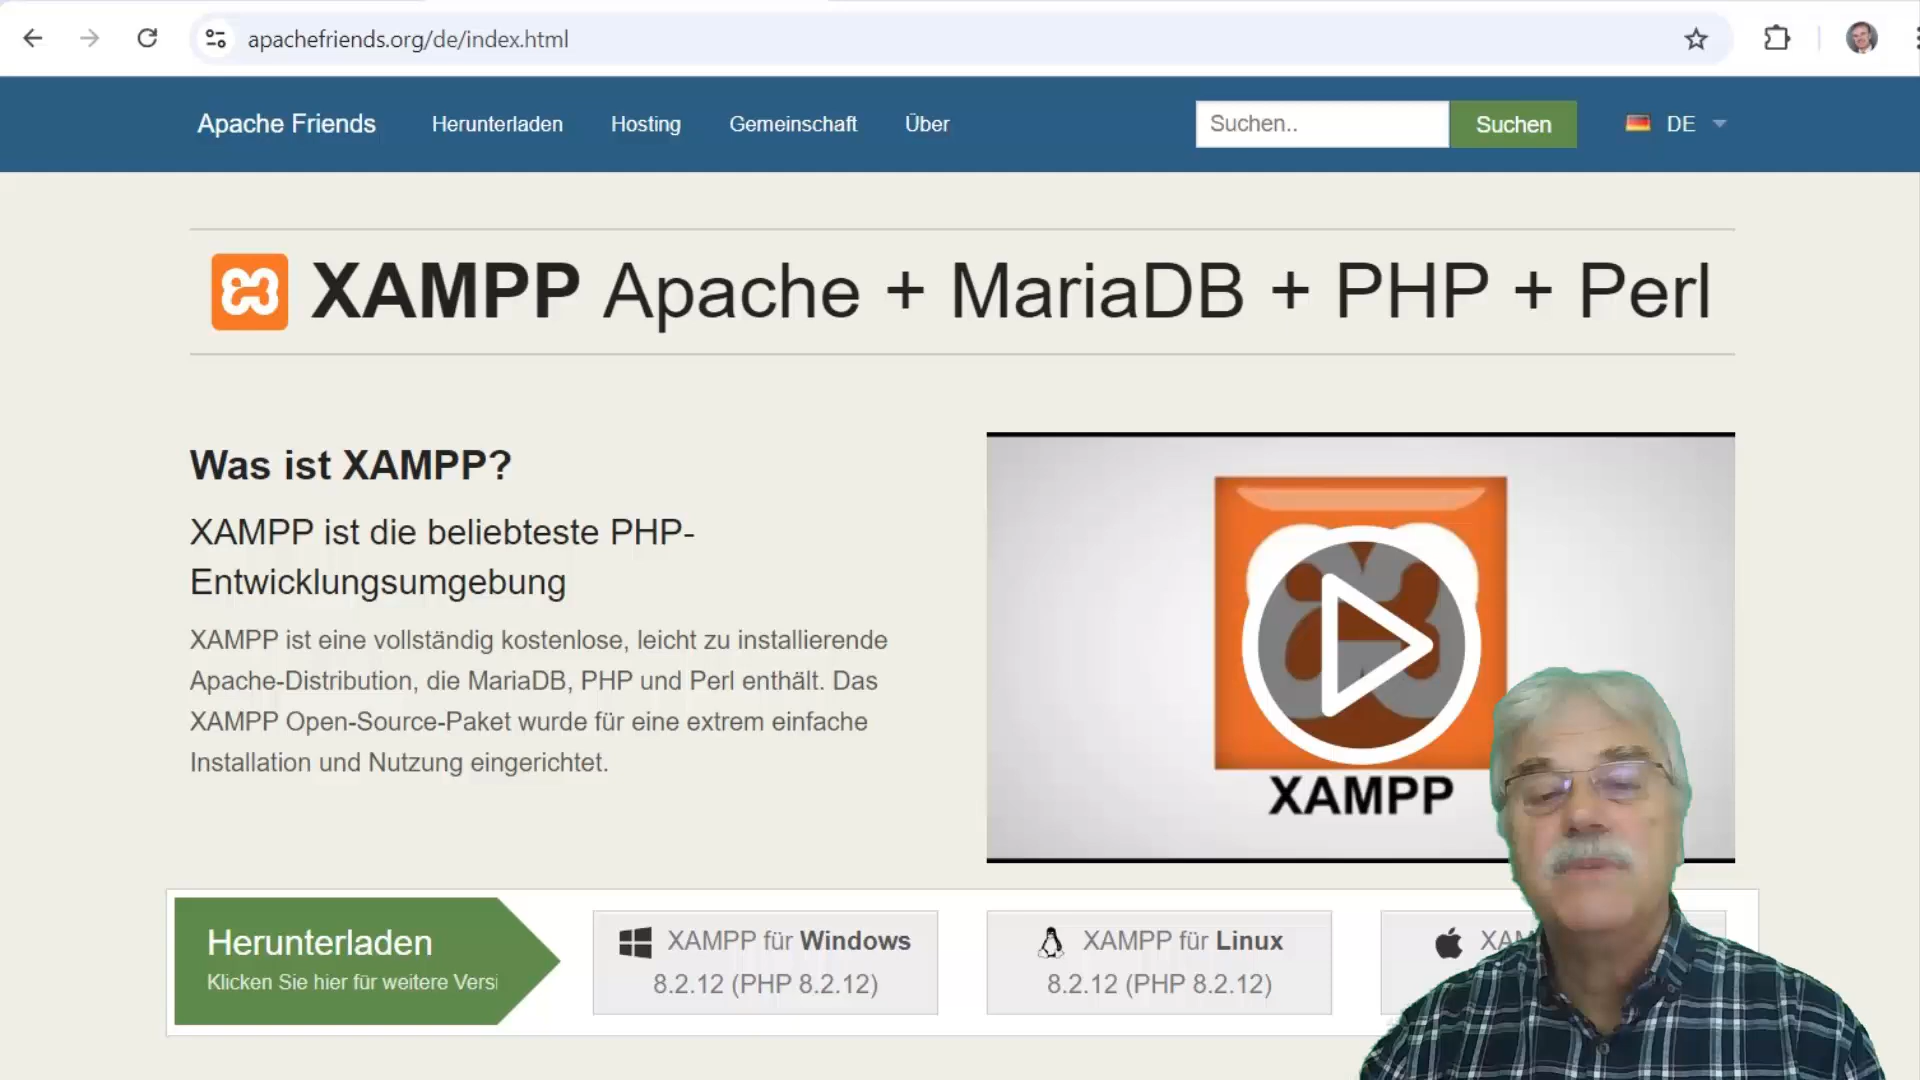 apachefriends.org/de/index.html
Apache Friends Herunterladen Hosting Gemeinschaft Über Suchen.. Suchen DE
XAMPP Apache + MariaDB + PHP + Perl
Was ist XAMPP?
XAMPP ist die beliebteste PHP-
Entwicklungsumgebung
XAMPP ist eine vollständig kostenlose, leicht zu installierende
Apache-Distribution, die MariaDB, PHP und Perl enthält. Das
XAMPP Open-Source-Paket wurde für eine extrem einfache
Installation und Nutzung eingerichtet.
XAMPP
Herunterladen
Klicken Sie hier für weitere Versi
XAMPP für Windows
8.2.12 (PHP 8.2.12)
XAMPP für Linux
8.2.12 (PHP 8.2.12)